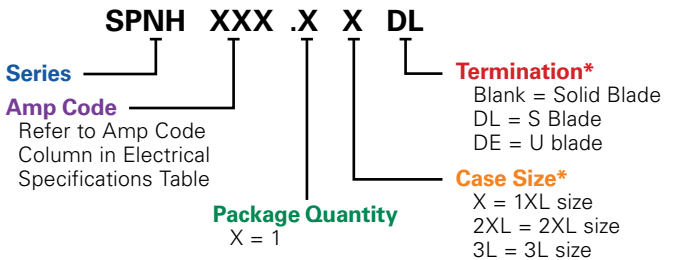 SPNH XXX .X X DL
Series
Amp Code
Refer to Amp Code
Column in Electrical
Specifications Table
Package Quantity
X = 1
Termination*
Blank = Solid Blade
DL = S Blade
DE = U blade
Case Size*
X = 1XL size
2XL = 2XL size
3L = 3L size